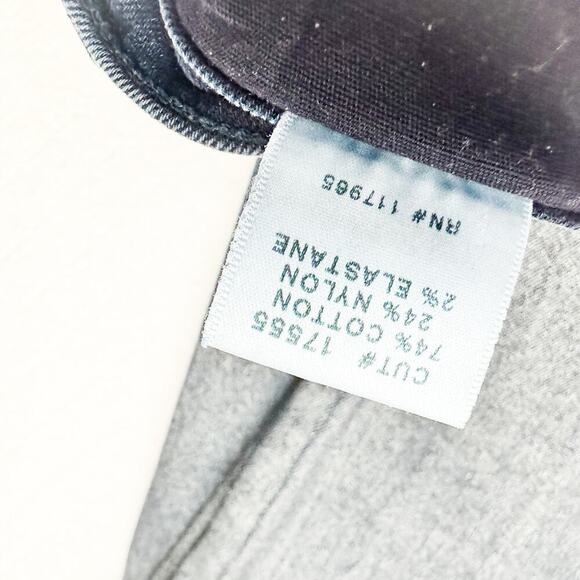 CUT# 17555
74% COTTON
24% NYLON
2% ELASTANE
RN# 117965